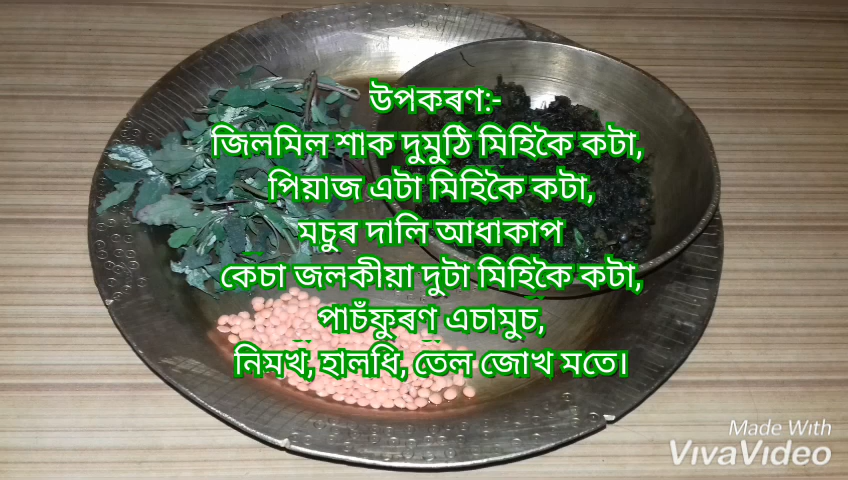 উপকৰণ:-
জিলমিল শাক দুমুঠি মিহিকৈ কটা,
পিয়াজ এটা মিহিকৈ কটা,
মচুৰ দালি আধাকাপ
কেচা জলকীয়া দুটা মিহিকৈ কটা,
পাচঁফুৰণ এচামুচ,
নিমখ, হালধি, তেল জোখ মতে।
Made With
VivaVideo